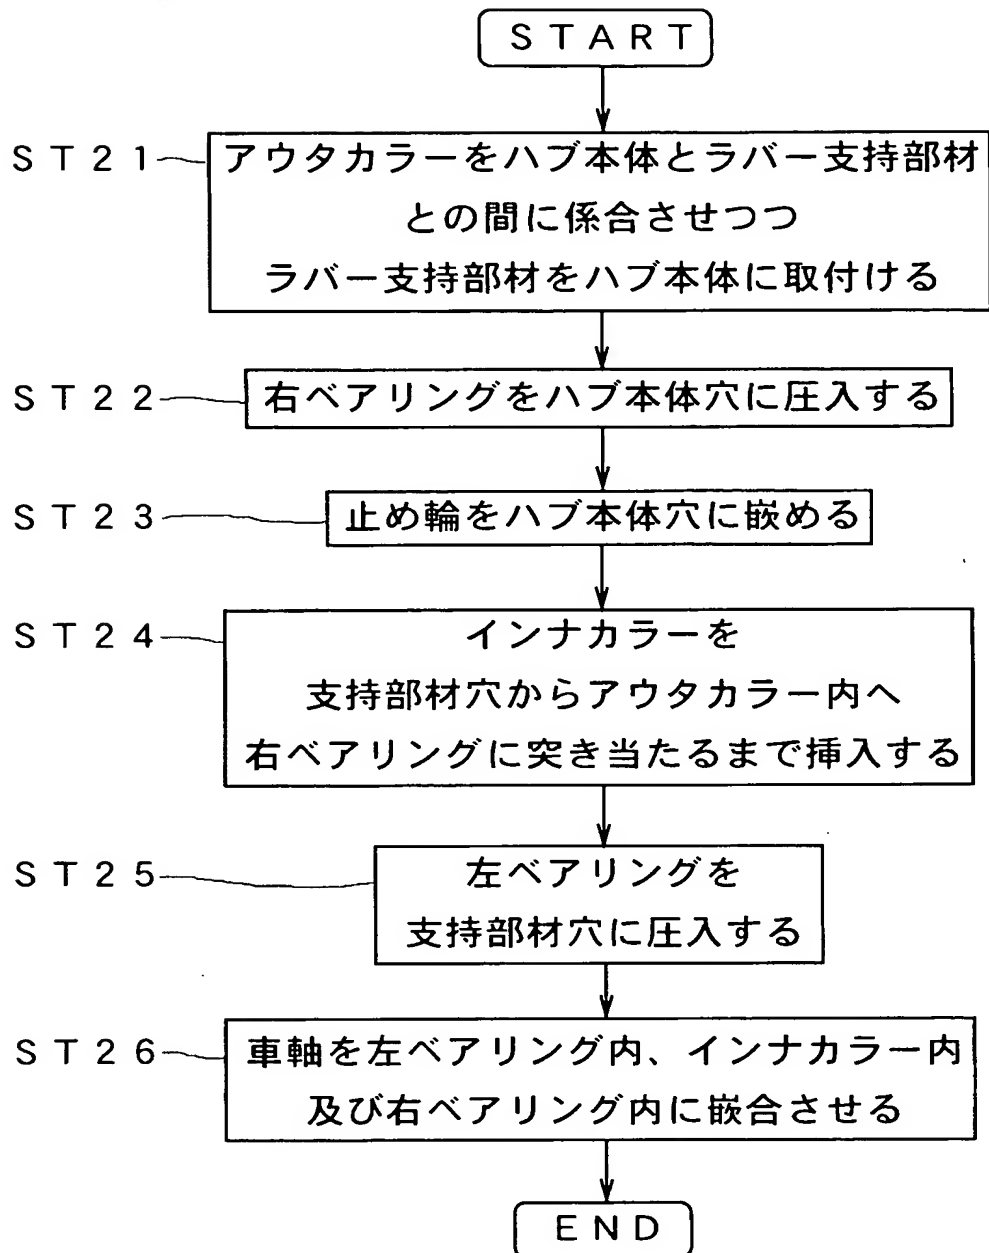 START
ST21
アウタカラーをハブ本体とラバー支持部材
との間に係合させつつ
ラバー支持部材をハブ本体に取付ける
ST22
右ベアリングをハブ本体穴に圧入する
ST23
止め輪をハブ本体穴に嵌める
ST24
インナカラーを
支持部材穴からアウタカラー内へ
右ベアリングに突き当たるまで挿入する
ST25
左ベアリングを
支持部材穴に圧入する
ST26
車軸を左ベアリング内、インナカラー内
及び右ベアリング内に嵌合させる
END